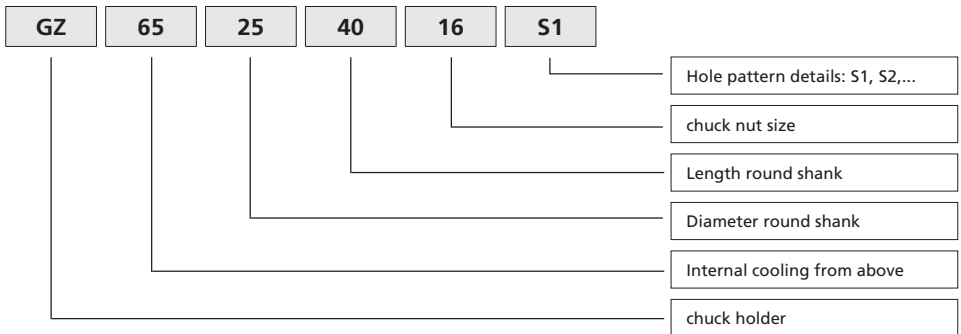 GZ 65 25 40 16 S1
Hole pattern details: S1, S2,...
chuck nut size
Length round shank
Diameter round shank
Internal cooling from above
chuck holder